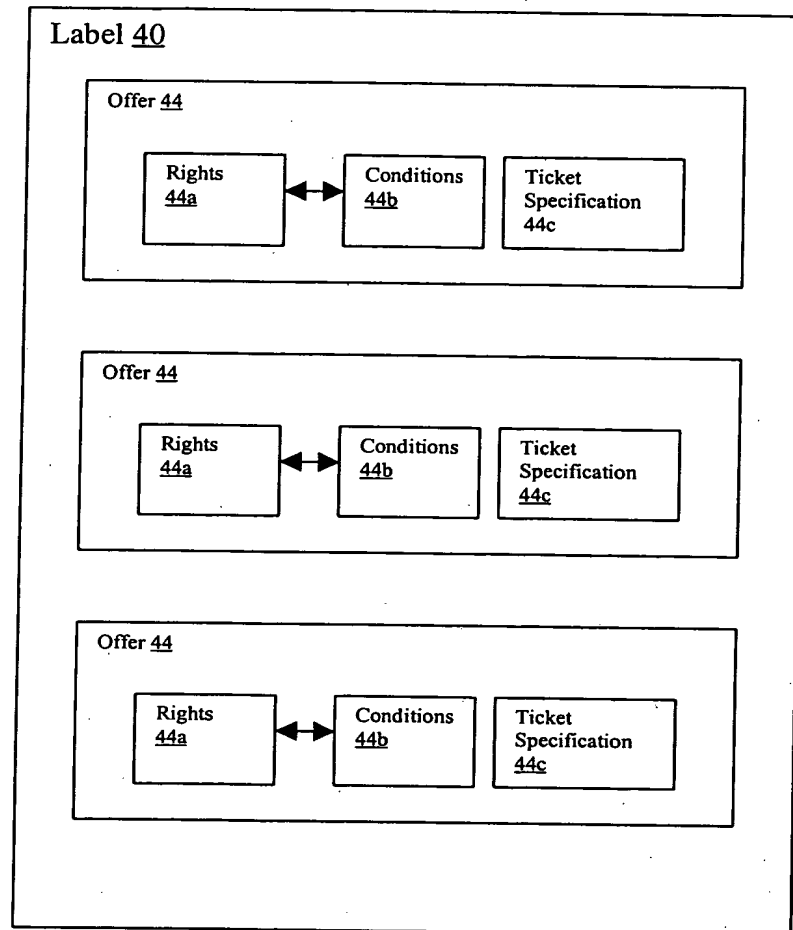 Label 40
Offer 44
Rights
44a
Conditions
44b
Ticket
Specification
44c
Offer 44
Rights
44a
Conditions
44b
Ticket
Specification
44c
Offer 44
Rights
44a
Conditions
44b
Ticket
Specification
44c